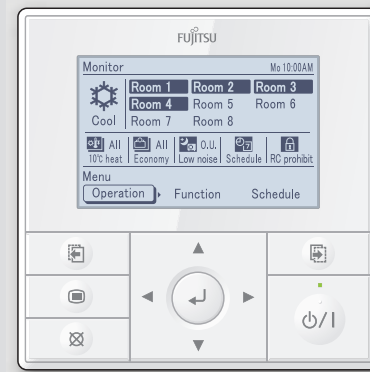 FUJITSU
Monitor Mo 10:00AM
Room 1 Room 2 Room 3
Room 4 Room 5 Room 6
Cool Room 7 Room 8
All All O.U. 7
10℃ heat Economy Low noise Schedule RC prohibit
Menu
Operation Function Schedule